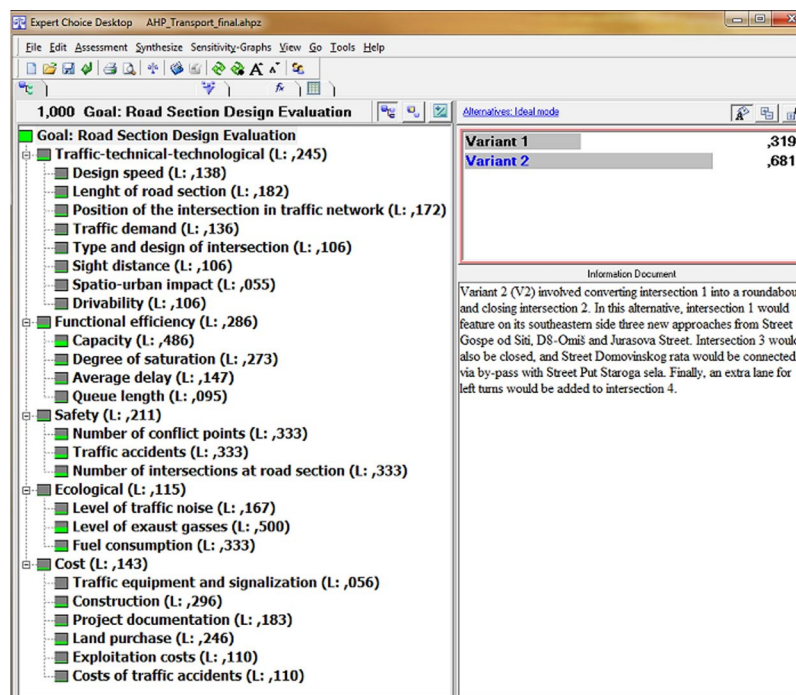 Expert Choice Desktop AHP_Transport_final.ahpz
File Edit Assessment Synthesize Sensitivity-Graphs View Go Tools Help
1,000 Goal: Road Section Design Evaluation
Goal: Road Section Design Evaluation
Traffic-technical-technological (L: ,245)
Design speed (L: ,138)
Lenght of road section (L: ,182)
Position of the intersection in traffic network (L: ,172)
Traffic demand (L: ,136)
Type and design of intersection (L: ,106)
Sight distance (L: ,106)
Spatio-urban impact (L: ,055)
Drivability (L: ,106)
Functional efficiency (L: ,286)
Capacity (L: ,486)
Degree of saturation (L: ,273)
Average delay (L: ,147)
Queue length (L: ,095)
Safety (L: ,211)
Number of conflict points (L: ,333)
Traffic accidents (L: ,333)
Number of intersections at road section (L: ,333)
Ecological (L: ,115)
Level of traffic noise (L: ,167)
Level of exaust gasses (L: ,500)
Fuel consumption (L: ,333)
Cost (L: ,143)
Traffic equipment and signalization (L: ,056)
Construction (L: ,296)
Project documentation (L: ,183)
Land purchase (L: ,246)
Exploitation costs (L: ,110)
Costs of traffic accidents (L: ,110)
Alternatives: Ideal mode
Variant 1 ,319
Variant 2 ,681
Information Document
Variant 2 (V2) involved converting intersection 1 into a roundabou
and closing intersection 2. In this alternative, intersection 1 would
feature on its southeastern side three new approaches from Street
Gospe od Siti, D8-Omiš and Jurasova Street. Intersection 3 would
also be closed, and Street Domovinskog rata would be connected
via by-pass with Street Put Staroga sela. Finally, an extra lane for
left turns would be added to intersection 4.